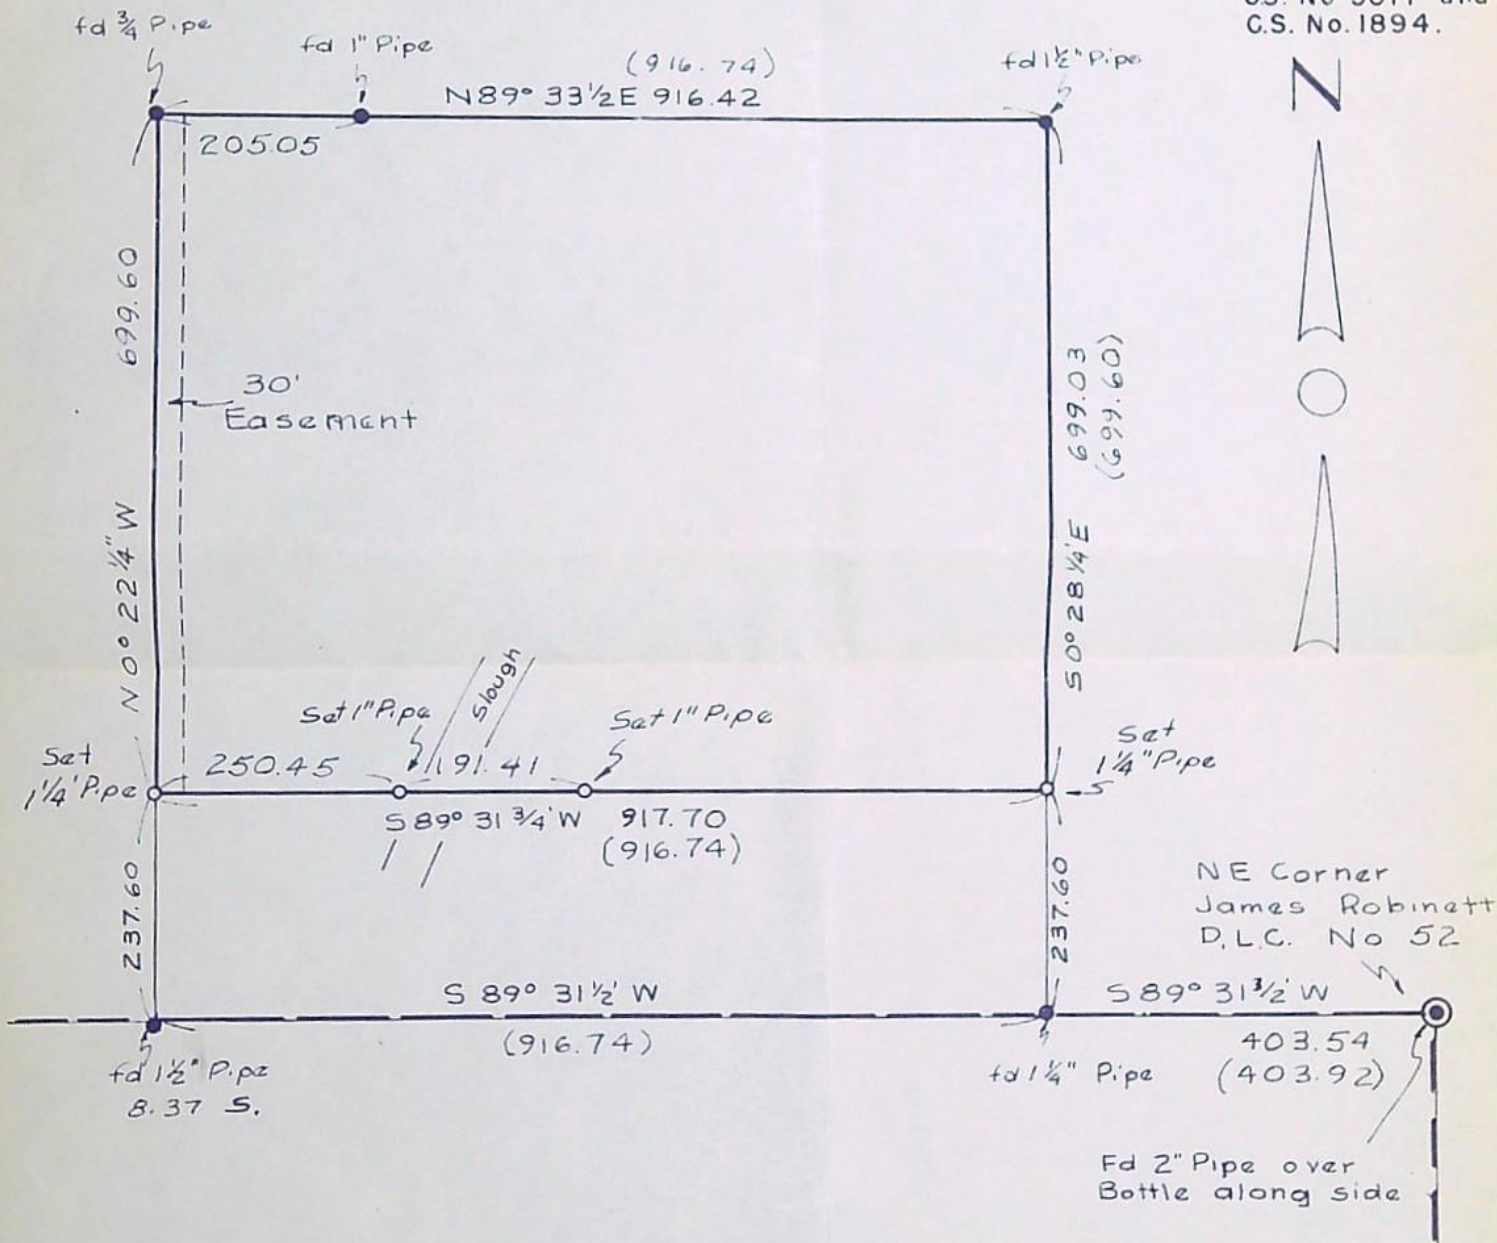 C.S. No. 1894.
fd ¾ Pipe
fd 1" Pipe
(916.74)
fd 1½" Pipe
N89° 33½ E 916.42
N
205.05
699.60
30'
Easement
699.03
(699.60)
N 0° 22¼" W
S 0° 28¼' E
Slough
Set 1" Pipe
Set 1" Pipe
Set
1¼' Pipe
250.45
191.41
Set
1¼" Pipe
S 89° 31 ¾' W 917.70
(916.74)
237.60
237.60
NE Corner
James Robinett
D.L.C. No 52
S 89° 31½' W
S 89° 31½' W
(916.74)
403.54
(403.92)
fd 1½" Pipe
8.37 S.
fd 1¼" Pipe
Fd 2" Pipe over
Bottle along side